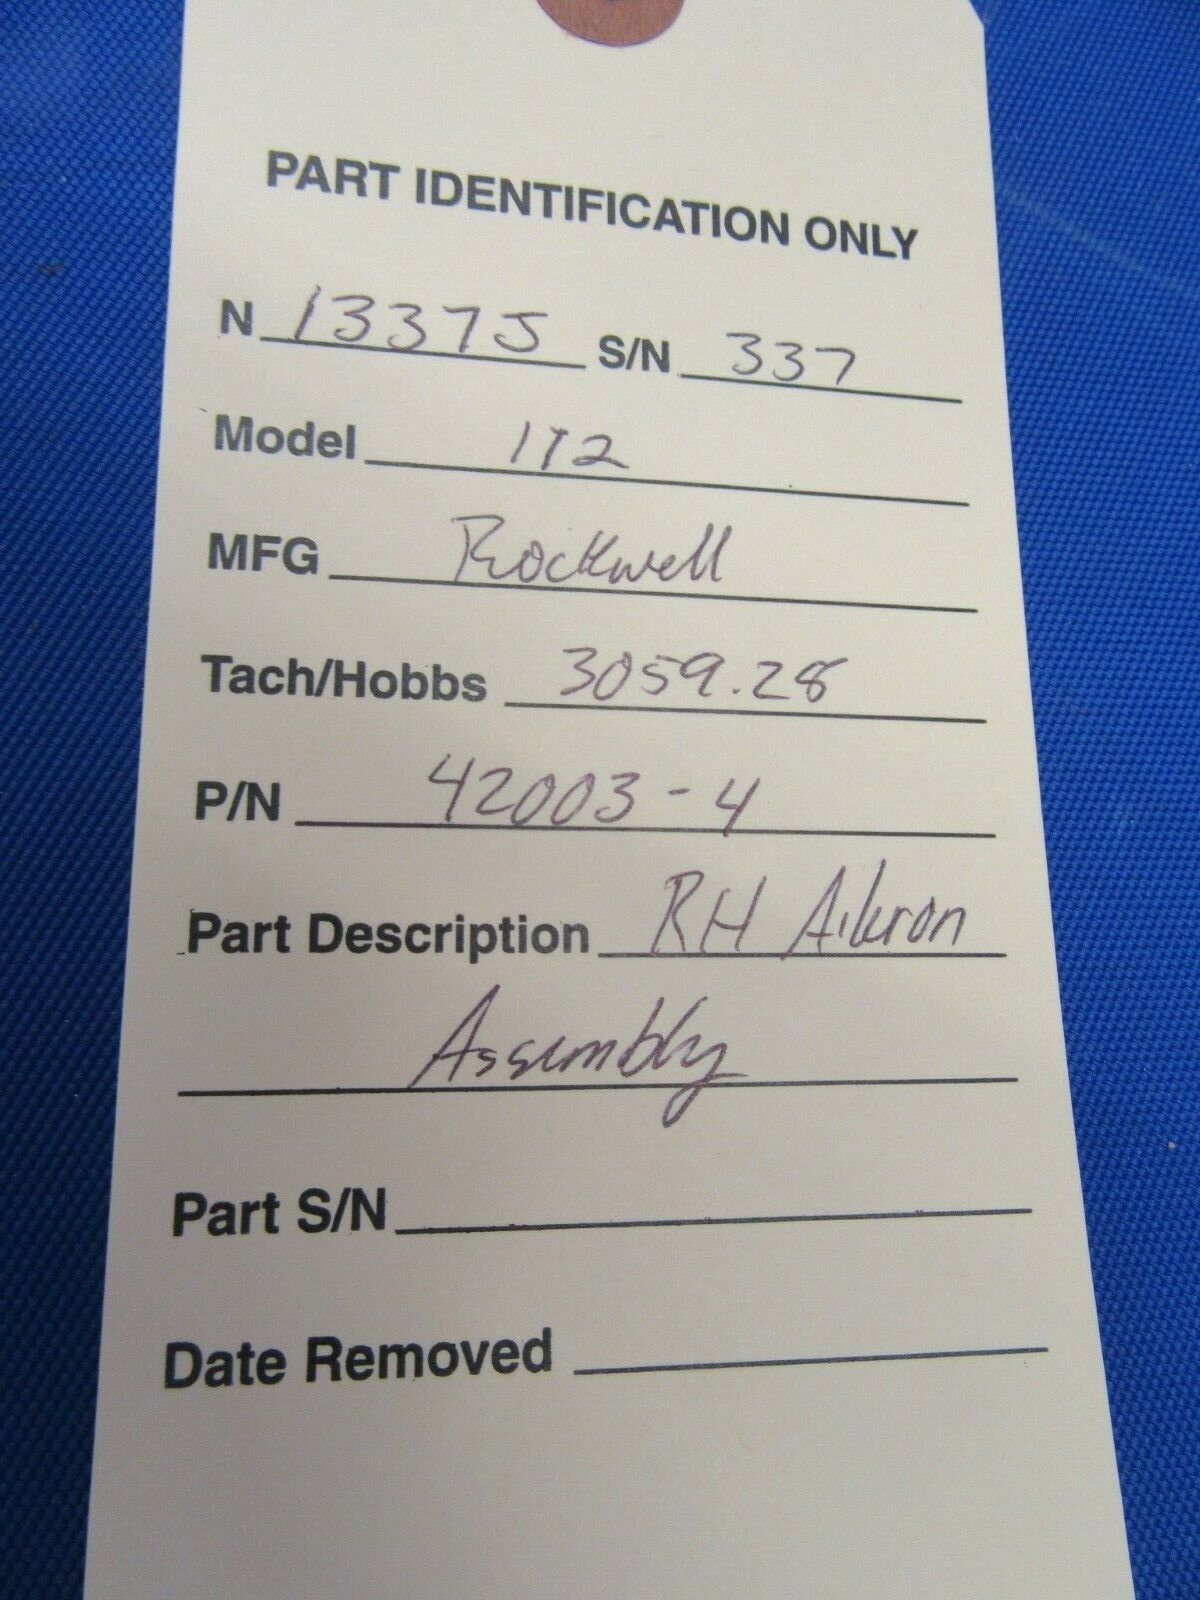 PART IDENTIFICATION ONLY
N 1337J S/N 337
Model 112
MFG Rockwell
Tach/Hobbs 3059.28
P/N 42003-4
Part Description RH Aileron
Assembly
Part S/N
Date Removed